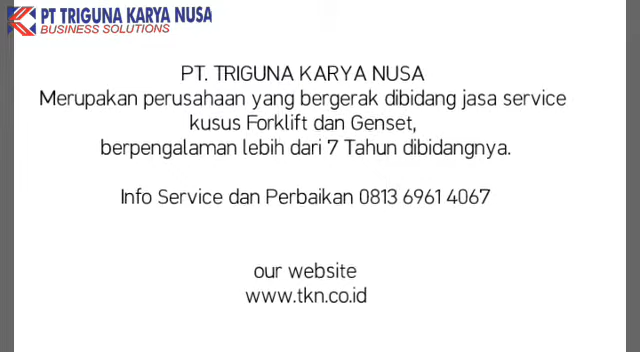 PT TRIGUNA KARYA NUSA
BUSINESS SOLUTIONS
PT. TRIGUNA KARYA NUSA
Merupakan perusahaan yang bergerak dibidang jasa service
kusus Forklift dan Genset,
berpengalaman lebih dari 7 Tahun dibidangnya.
Info Service dan Perbaikan 0813 6961 4067
our website
www.tkn.co.id